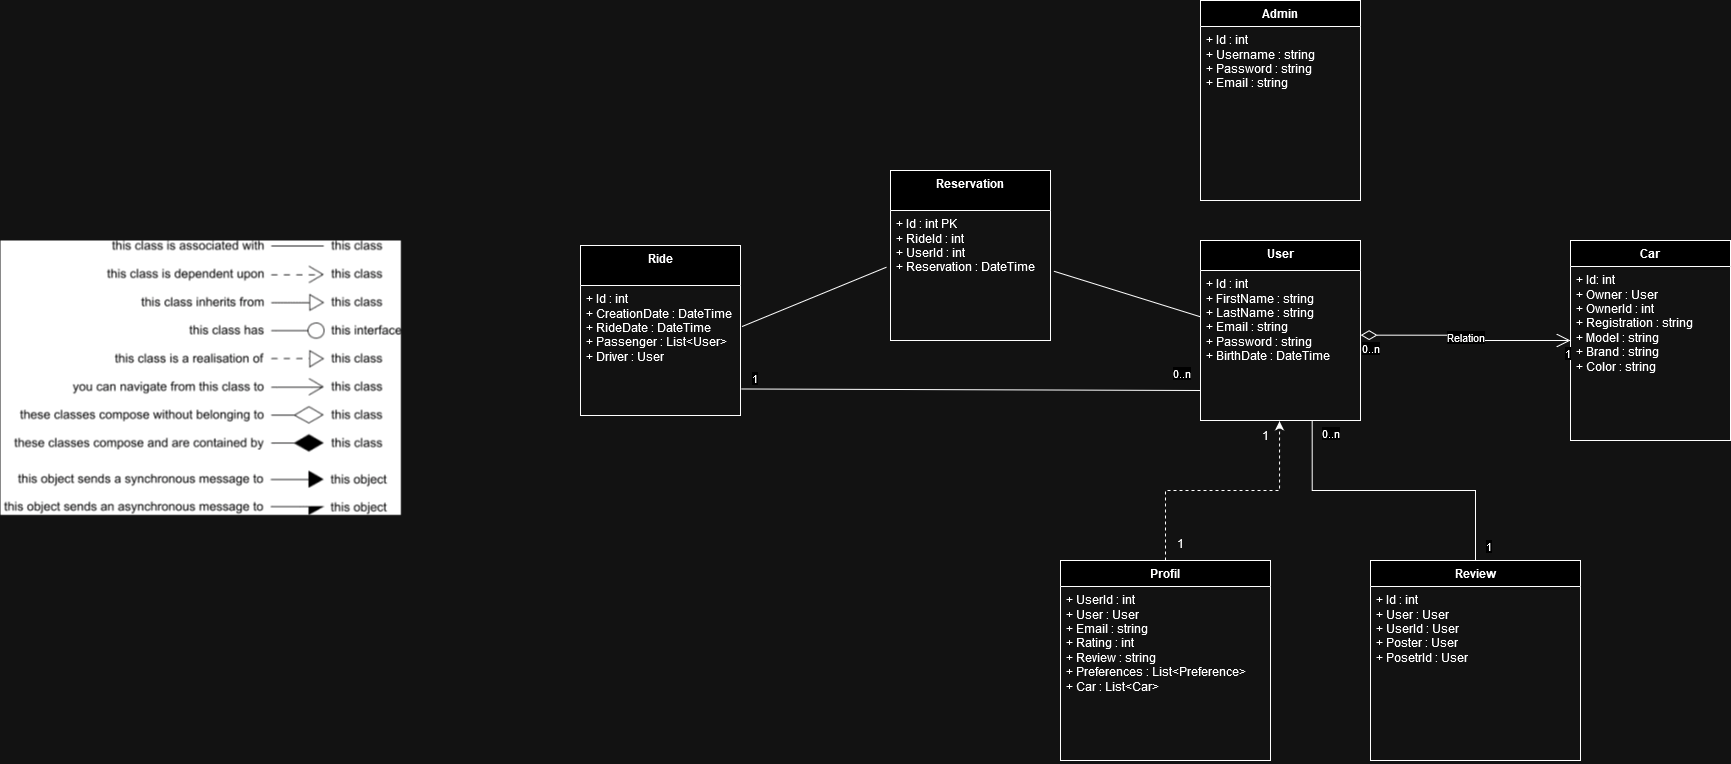 Admin
+ Id : int
+ Username : string
+ Password : string
+ Email : string
Reservation
+ Id : int PK
+ RideId : int
+ UserId : int
+ Reservation : DateTime
this class is associated with this class
this class is dependent upon this class
this class inherits from this class
this class has this interface
this class is a realisation of this class
you can navigate from this class to this class
these classes compose without belonging to this class
these classes compose and are contained by this class
this object sends a synchronous message to this object
this object sends an asynchronous message to this object
Ride
+ Id : int
+ CreationDate : DateTime
+ RideDate : DateTime
+ Passenger : List<User>
+ Driver : User
1
0..n
User
+ Id : int
+ FirstName : string
+ LastName : string
+ Email : string
+ Password : string
+ BirthDate : DateTime
0..n
Relation
1
Car
+ Id: int
+ Owner : User
+ OwnerId : int
+ Registration : string
+ Model : string
+ Brand : string
+ Color : string
1
0..n
1
1
Profil
+ UserId : int
+ User : User
+ Email : string
+ Rating : int
+ Review : string
+ Preferences : List<Preference>
+ Car : List<Car>
Review
+ Id : int
+ User : User
+ UserId : User
+ Poster : User
+ PosetrId : User